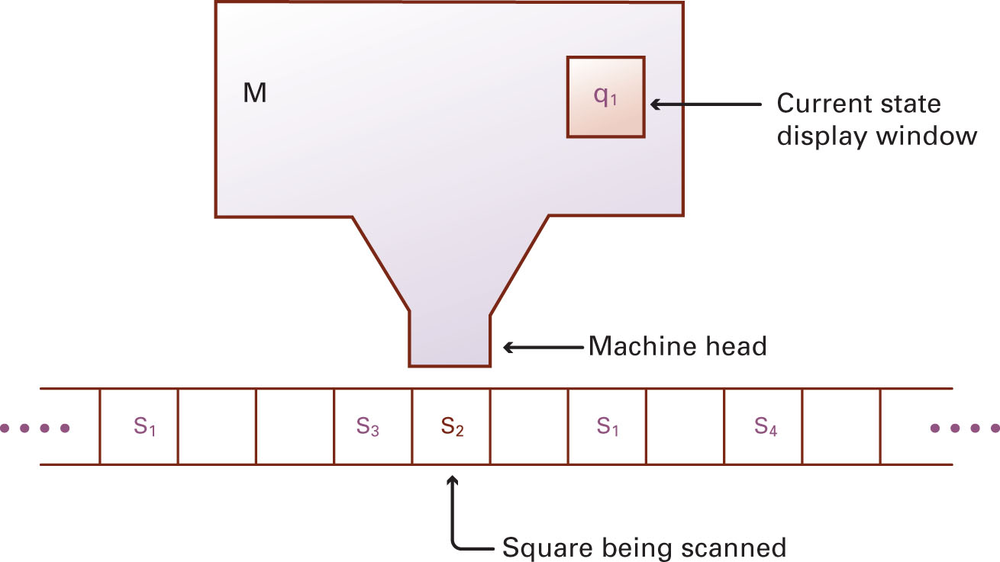 M
q₁
Current state
display window
Machine head
S₁ S₃ S₂ S₁ S₄
Square being scanned